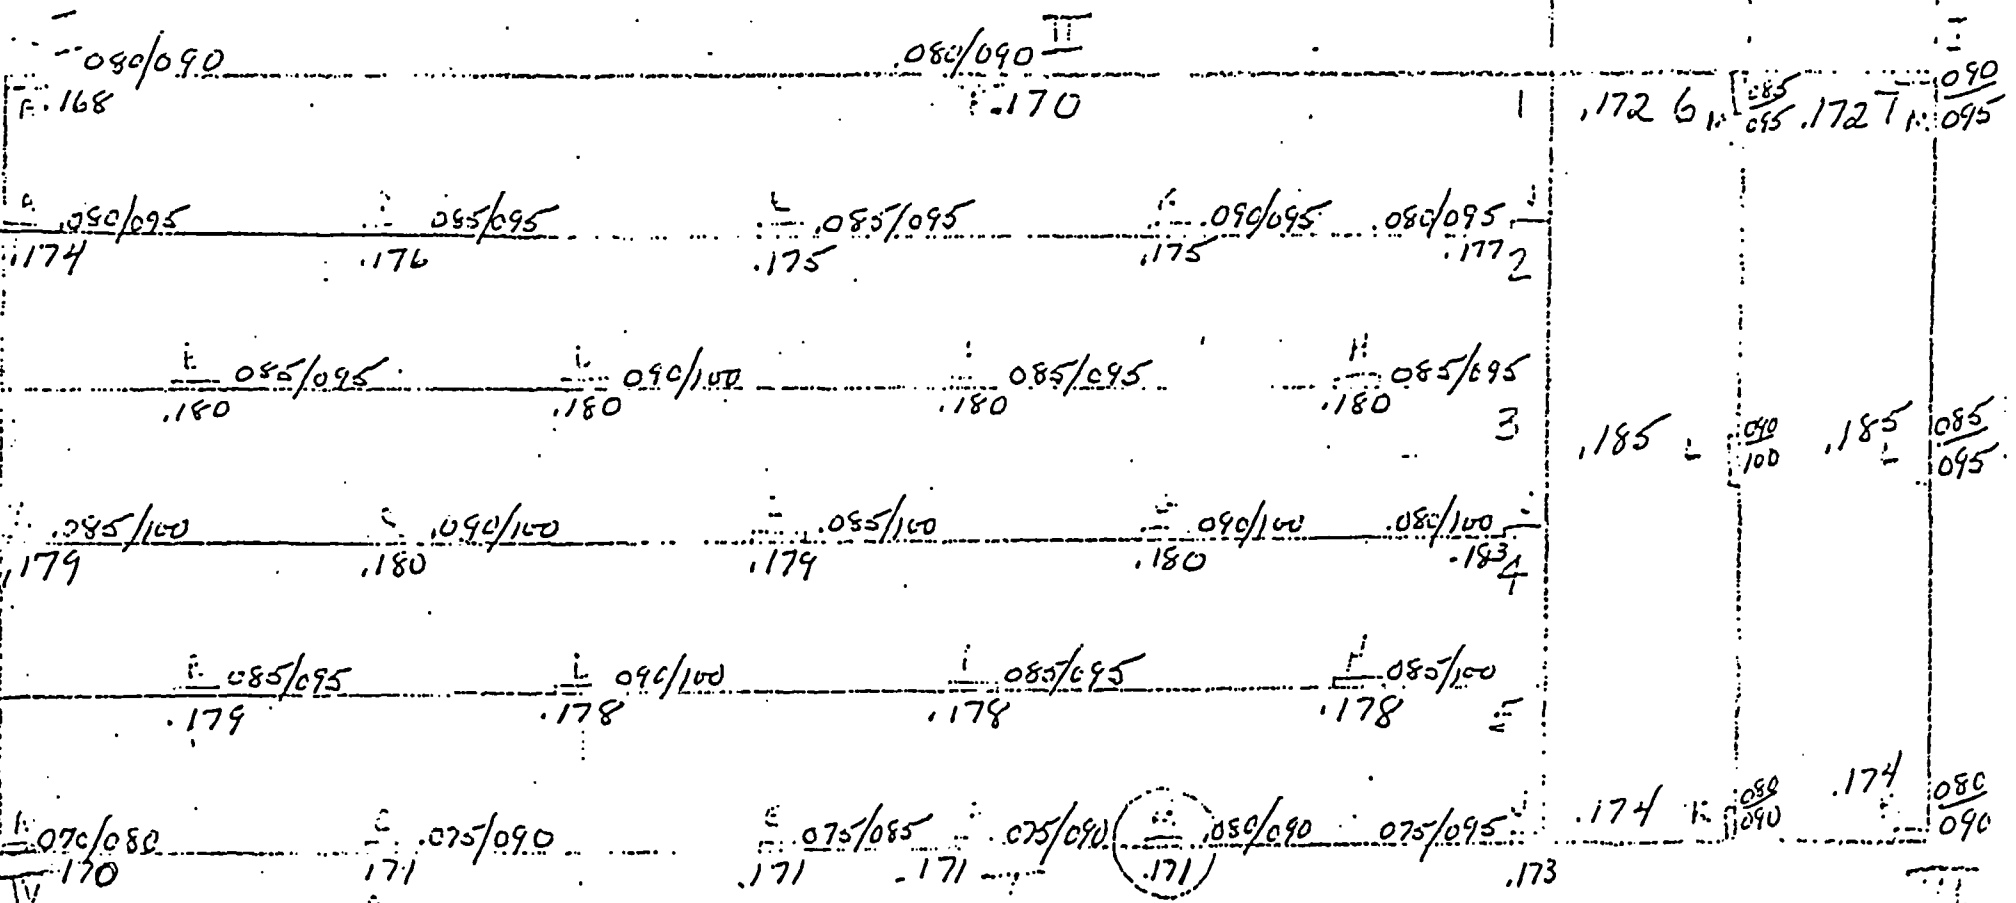 II
080/090 .080/090 090/095
.168 .170 1 .172 6 085/095 .172 7
.080/095 085/095 .085/095 .090/095 .080/095
.174 .176 .175 .175 .177 2
085/095 090/100 085/095 H 085/095
.180 .180 .180 .180 3
.185 L 090/100 .185 L 085/095
.085/100 .090/100 .085/100 090/100 .080/100
.179 .180 .179 .180 .183 4
085/095 L 090/100 085/095 H 085/100
.179 .178 .178 .178 5
070/080 C .075/090 075/085 075/090 .080/090 075/095 .174 K 080/090 .174 080/090
.170 .171 .171 .171 .171 .173
IV